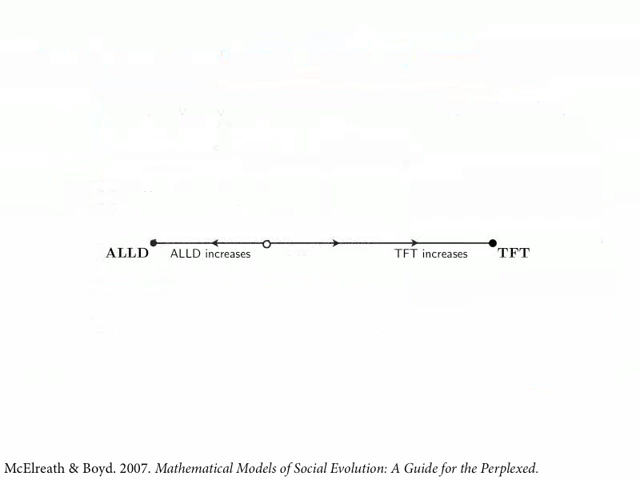 ALLD ALLD increases TFT increases TFT
McElreath & Boyd. 2007. Mathematical Models of Social Evolution: A Guide for the Perplexed.